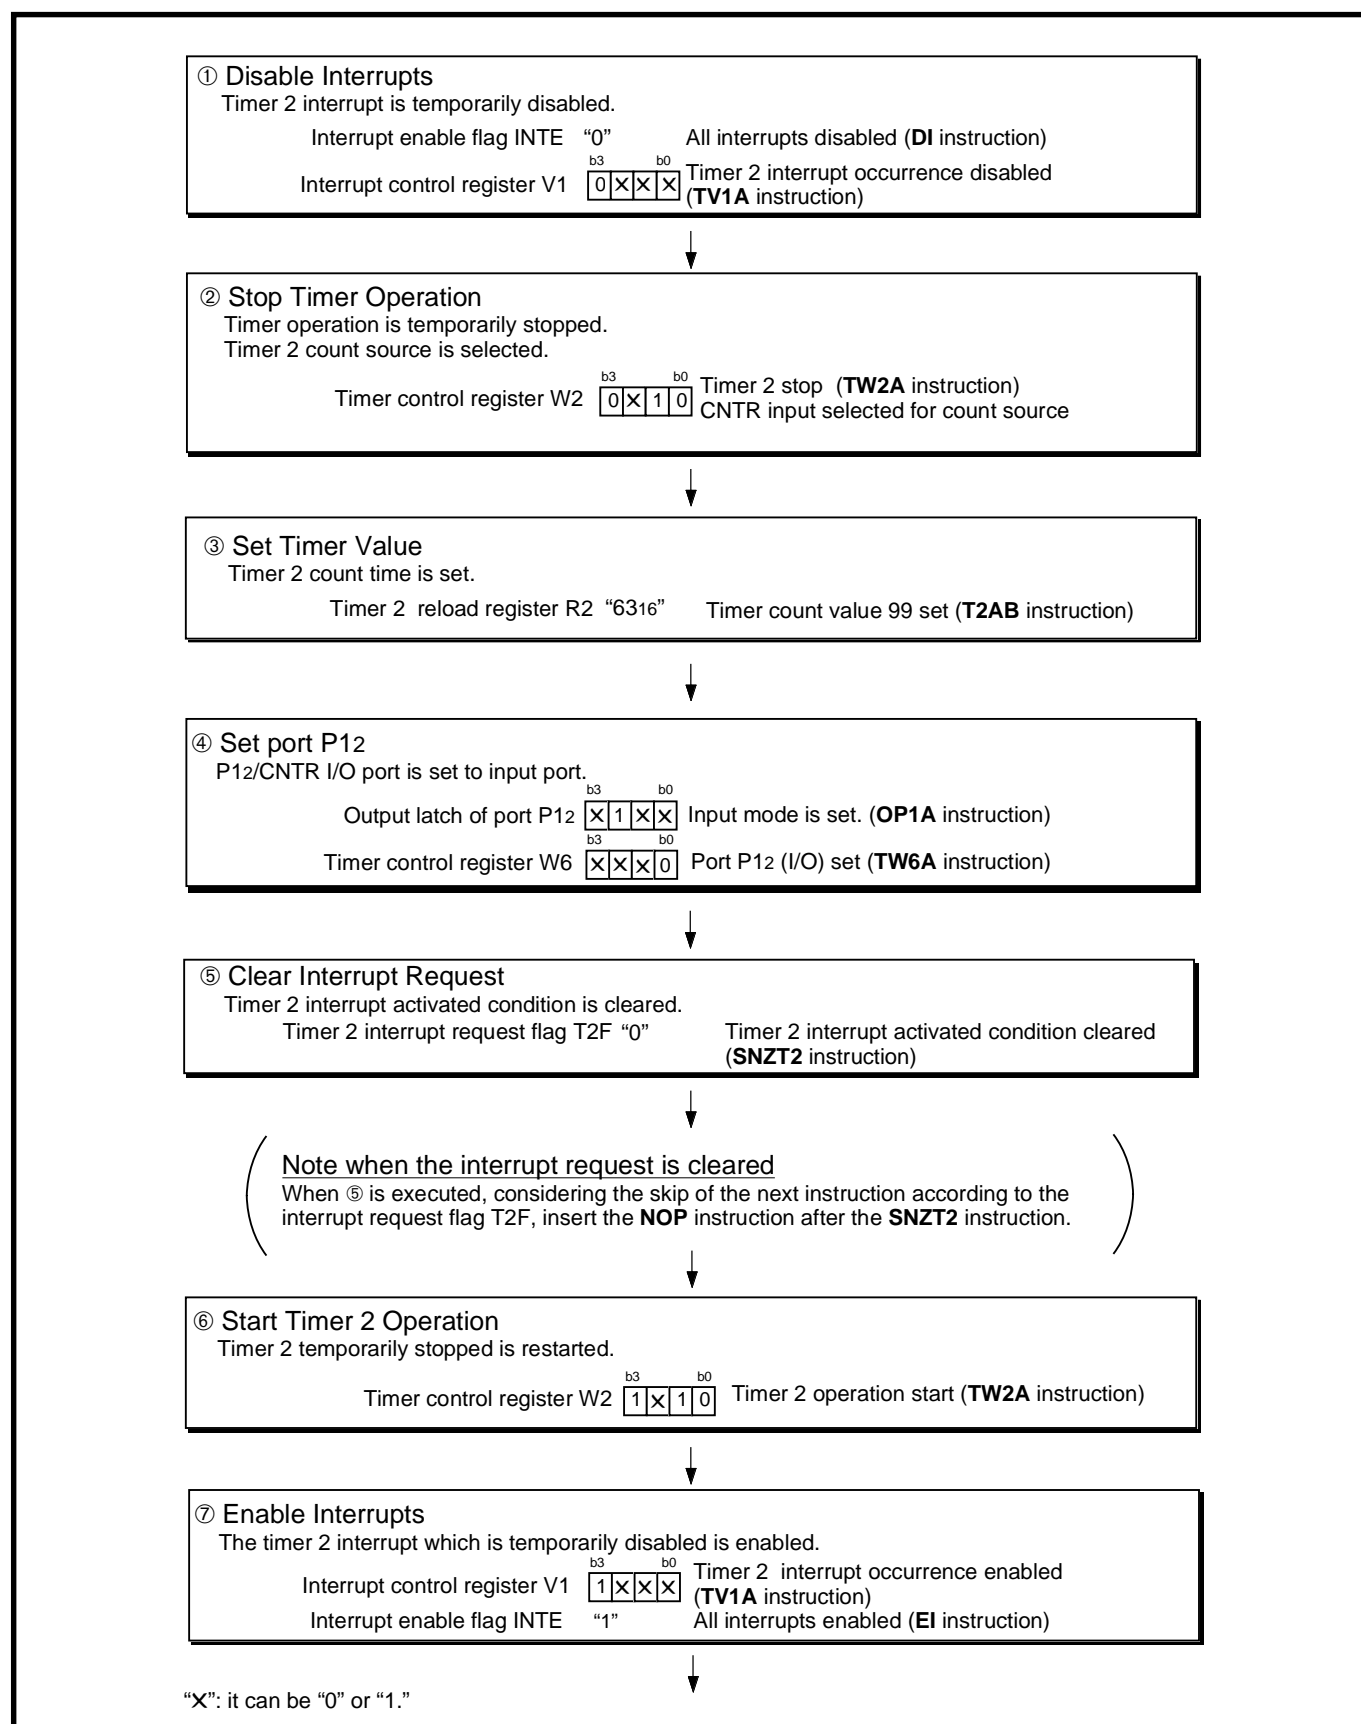 ① Disable Interrupts
Timer 2 interrupt is temporarily disabled.
Interrupt enable flag INTE “0” All interrupts disabled (DI instruction)
b3 b0
Interrupt control register V1 0 X X X Timer 2 interrupt occurrence disabled
(TV1A instruction)
② Stop Timer Operation
Timer operation is temporarily stopped.
Timer 2 count source is selected.
b3 b0
Timer control register W2 0 X 1 0 Timer 2 stop (TW2A instruction)
CNTR input selected for count source
③ Set Timer Value
Timer 2 count time is set.
Timer 2 reload register R2 “6316” Timer count value 99 set (T2AB instruction)
④ Set port P12
P12/CNTR I/O port is set to input port.
b3 b0
Output latch of port P12 X 1 X X Input mode is set. (OP1A instruction)
b3 b0
Timer control register W6 X X X 0 Port P12 (I/O) set (TW6A instruction)
⑤ Clear Interrupt Request
Timer 2 interrupt activated condition is cleared.
Timer 2 interrupt request flag T2F “0” Timer 2 interrupt activated condition cleared
(SNZT2 instruction)
Note when the interrupt request is cleared
When ⑤ is executed, considering the skip of the next instruction according to the
interrupt request flag T2F, insert the NOP instruction after the SNZT2 instruction.
⑥ Start Timer 2 Operation
Timer 2 temporarily stopped is restarted.
b3 b0
Timer control register W2 1 X 1 0 Timer 2 operation start (TW2A instruction)
⑦ Enable Interrupts
The timer 2 interrupt which is temporarily disabled is enabled.
b3 b0
Interrupt control register V1 1 X X X Timer 2 interrupt occurrence enabled
(TV1A instruction)
Interrupt enable flag INTE “1” All interrupts enabled (EI instruction)
“X”: it can be “0” or “1.”